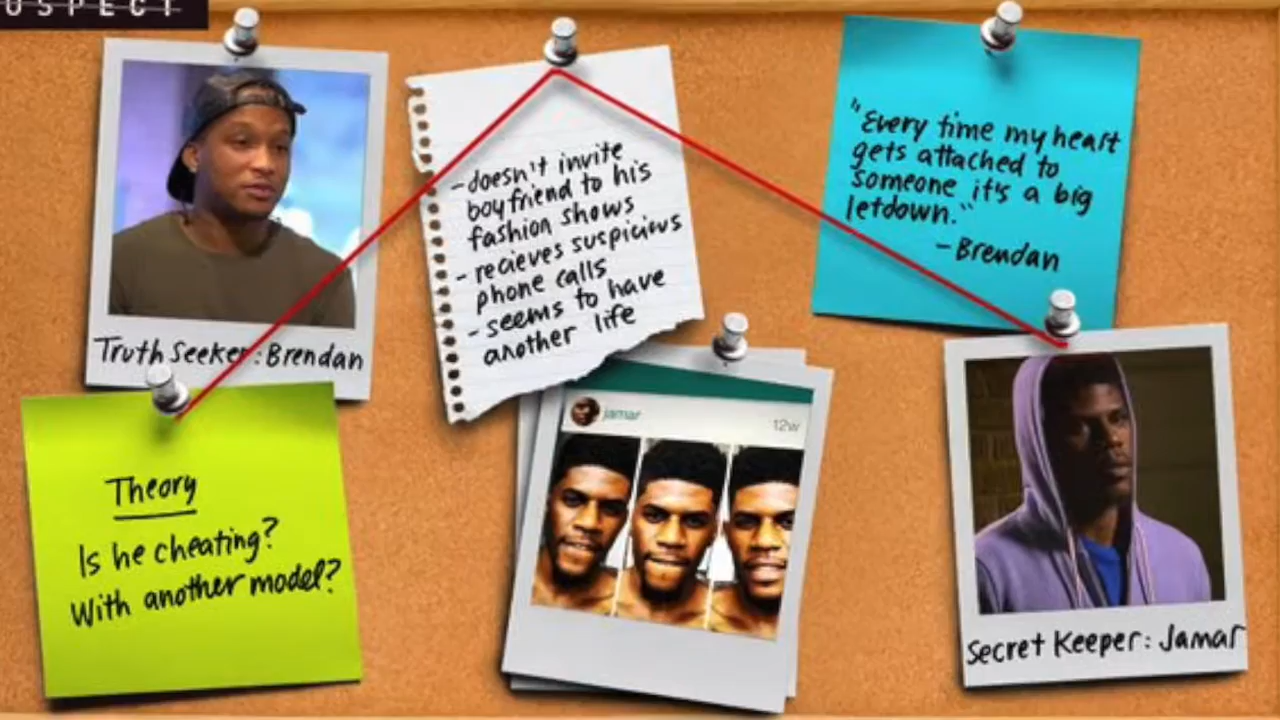 USPECT
Truth Seeker: Brendan
-doesn't invite
boyfriend to his
fashion shows
- recieves suspicious
phone calls
- seems to have
another life
"Every time my heart
gets attached to
someone it's a big
letdown."
-Brendan
Theory
Is he cheating?
With another model?
jamar
12w
Secret Keeper: Jamar